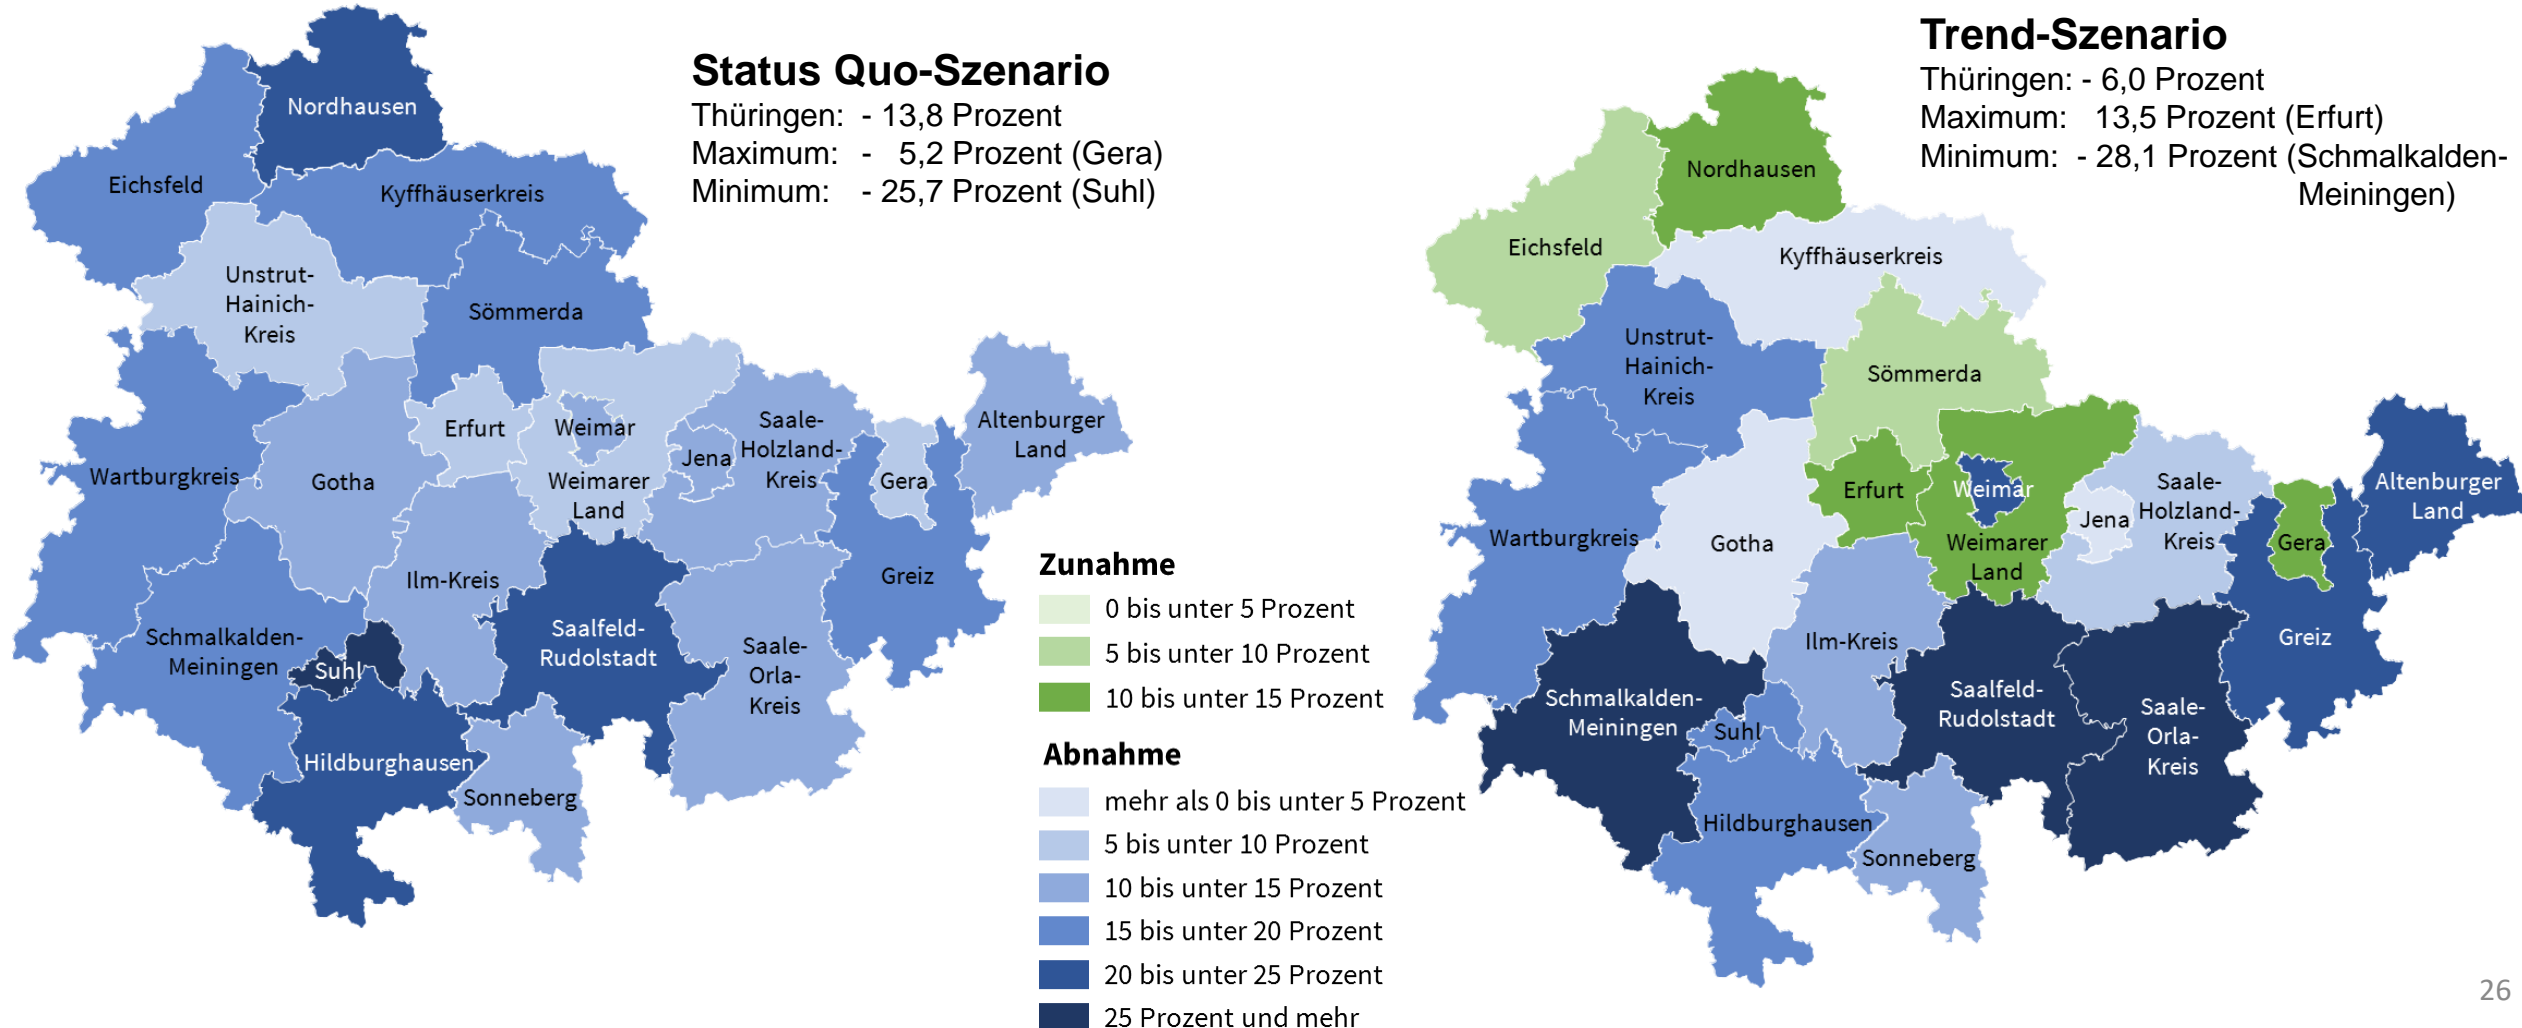 Status Quo-Szenario
Thüringen: - 13,8 Prozent
Maximum: - 5,2 Prozent (Gera)
Minimum: - 25,7 Prozent (Suhl)
Nordhausen
Eichsfeld
Kyffhäuserkreis
Unstrut-
Hainich-
Kreis
Sömmerda
Erfurt
Weimar
Saale-
Holzland-
Kreis
Altenburger
Land
Wartburgkreis
Gotha
Weimarer
Land
Jena
Gera
Ilm-Kreis
Greiz
Schmalkalden-
Meiningen
Suhl
Saalfeld-
Rudolstadt
Saale-
Orla-
Kreis
Hildburghausen
Sonneberg
Zunahme
0 bis unter 5 Prozent
5 bis unter 10 Prozent
10 bis unter 15 Prozent
Abnahme
mehr als 0 bis unter 5 Prozent
5 bis unter 10 Prozent
10 bis unter 15 Prozent
15 bis unter 20 Prozent
20 bis unter 25 Prozent
25 Prozent und mehr
Trend-Szenario
Thüringen: - 6,0 Prozent
Maximum: 13,5 Prozent (Erfurt)
Minimum: - 28,1 Prozent (Schmalkalden-
Meiningen)
Nordhausen
Eichsfeld
Kyffhäuserkreis
Unstrut-
Hainich-
Kreis
Sömmerda
Erfurt
Weimar
Saale-
Holzland-
Kreis
Altenburger
Land
Wartburgkreis
Gotha
Weimarer
Land
Jena
Gera
Ilm-Kreis
Greiz
Schmalkalden-
Meiningen
Suhl
Saalfeld-
Rudolstadt
Saale-
Orla-
Kreis
Hildburghausen
Sonneberg
26